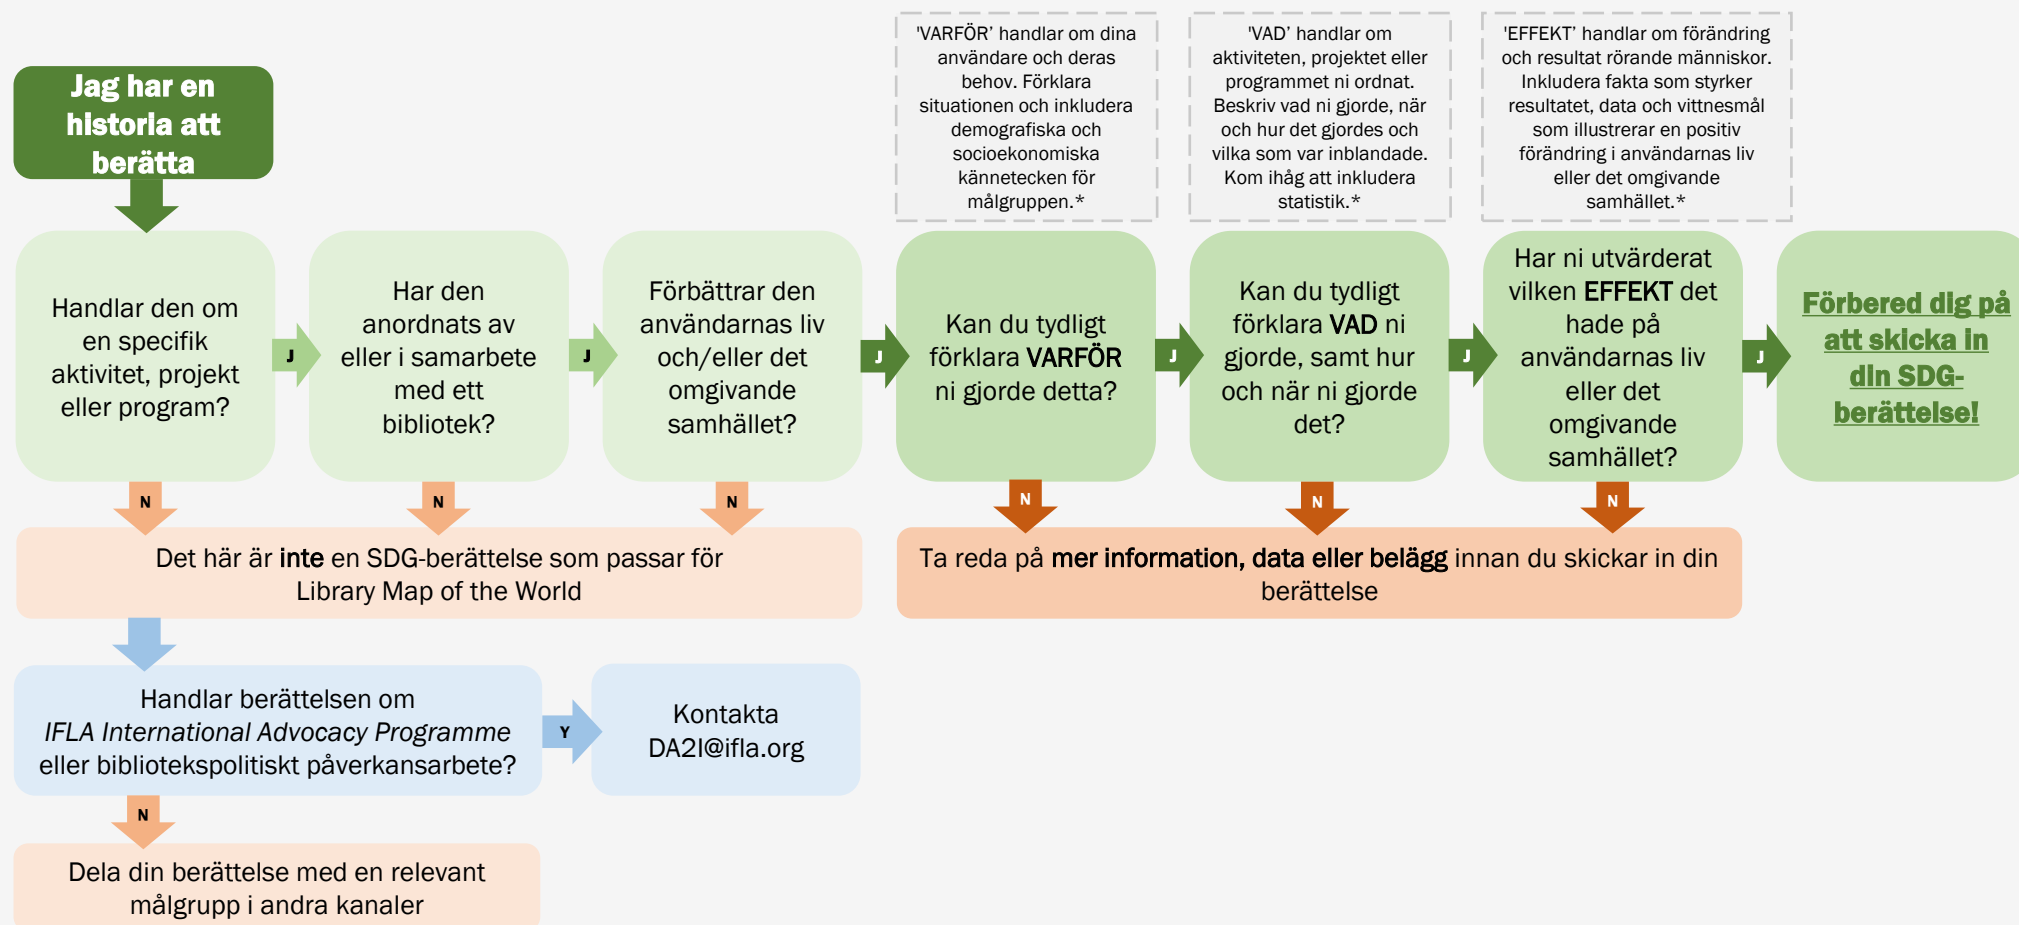 Jag har en
historia att
berätta
'VARFÖR' handlar om dina
användare och deras
behov. Förklara
situationen och inkludera
demografiska och
socioekonomiska
kännetecken för
målgruppen.*
'VAD' handlar om
aktiviteten, projektet eller
programmet ni ordnat.
Beskriv vad ni gjorde, när
och hur det gjordes och
vilka som var inblandade.
Kom ihåg att inkludera
statistik.*
'EFFEKT' handlar om förändring
och resultat rörande människor.
Inkludera fakta som styrker
resultatet, data och vittnesmål
som illustrerar en positiv
förändring i användarnas liv
eller det omgivande
samhället.*
Handlar den om
en specifik
aktivitet, projekt
eller program?
J
Har den
anordnats av
eller i samarbete
med ett
bibliotek?
J
Förbättrar den
användarnas liv
och/eller det
omgivande
samhället?
J
Kan du tydligt
förklara VARFÖR
ni gjorde detta?
J
Kan du tydligt
förklara VAD ni
gjorde, samt hur
och när ni gjorde
det?
J
Har ni utvärderat
vilken EFFEKT det
hade på
användarnas liv
eller det
omgivande
samhället?
J
Förbered dig på
att skicka in
din SDG-
berättelse!
N
N
N
N
N
N
Det här är inte en SDG-berättelse som passar för
Library Map of the World
Ta reda på mer information, data eller belägg innan du skickar in din
berättelse
Handlar berättelsen om
IFLA International Advocacy Programme
eller bibliotekspolitiskt påverkansarbete?
Y
Kontakta
DA2I@ifla.org
N
Dela din berättelse med en relevant
målgrupp i andra kanaler